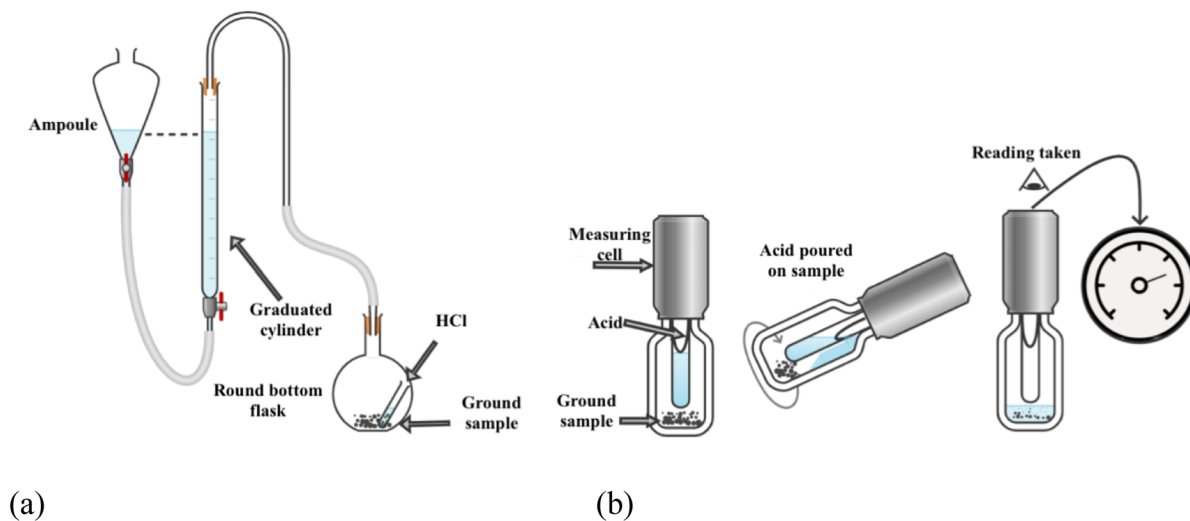 Ampoule
Graduated
cylinder
HCl
Round bottom
flask
Ground
sample
(a)
Measuring
cell
Acid
Ground
sample
Acid poured
on sample
Reading taken
(b)